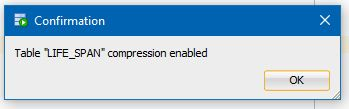 Confirmation
Table "LIFE_SPAN" compression enabled
OK